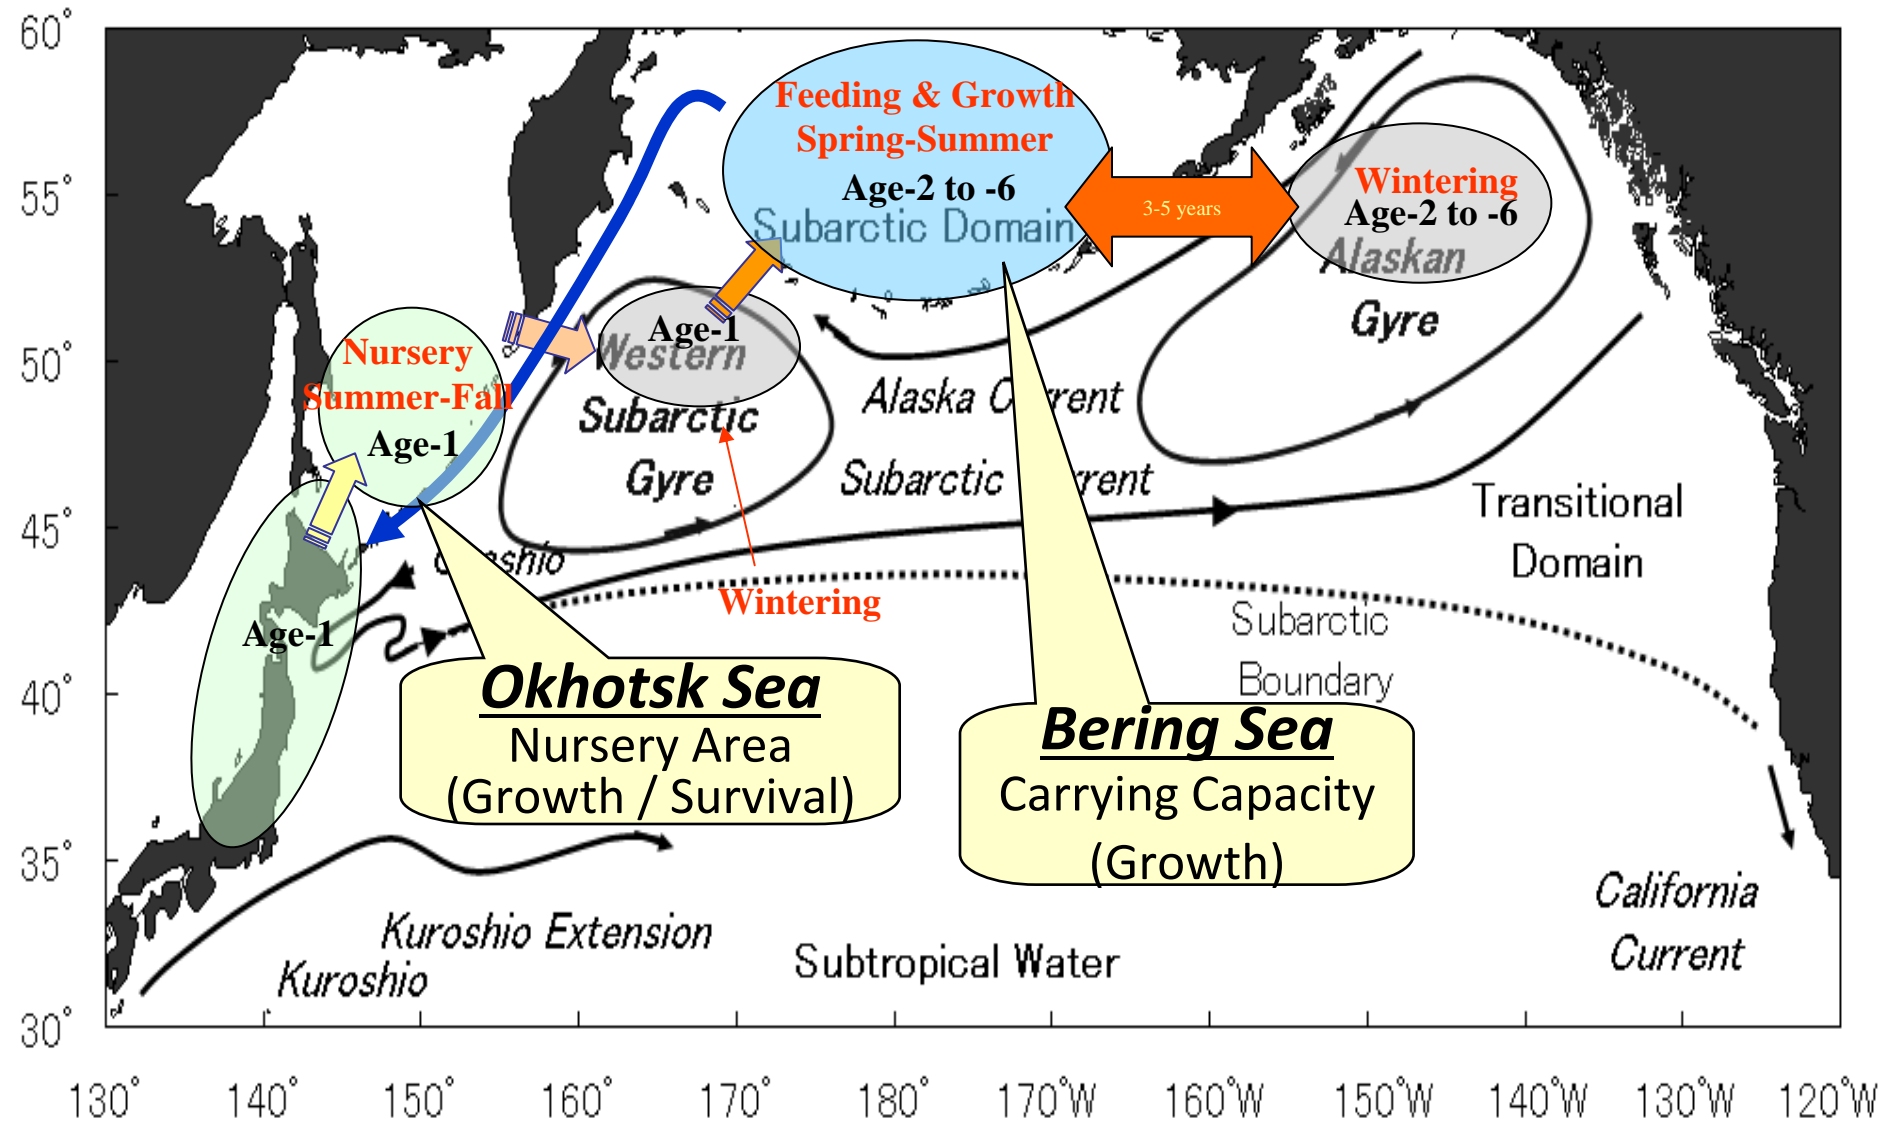 60°
55°
50°
45°
40°
35°
30°
130°
140°
150°
160°
170°
180°
170°W
160°W
150°W
140°W
130°W
120°W
Feeding & Growth
Spring-Summer
Age-2 to -6
Subarctic Domain
3-5 years
Wintering
Age-2 to -6
Alaskan
Gyre
Nursery
Summer-Fall
Age-1
Age-1
Western
Subarctic
Gyre
Alaska Current
Subarctic Current
Transitional
Domain
Wintering
Subarctic
Boundary
Age-1
Okhotsk Sea
Nursery Area
(Growth / Survival)
Bering Sea
Carrying Capacity
(Growth)
California
Current
Kuroshio Extension
Kuroshio
Subtropical Water